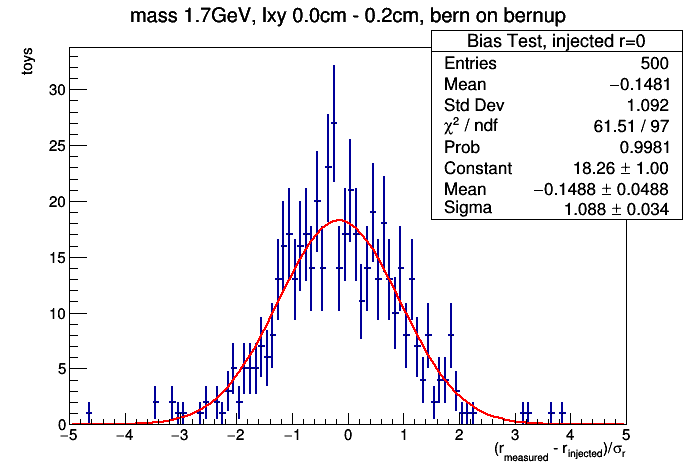 mass 1.7GeV, lxy 0.0cm - 0.2cm, bern on bernup
Bias Test, injected r=0
Entries 500
Mean −0.1481
Std Dev 1.092
χ² / ndf 61.51 / 97
Prob 0.9981
Constant 18.26 ± 1.00
Mean −0.1488 ± 0.0488
Sigma 1.088 ± 0.034
toys
30
25
20
15
10
5
0
−5 −4 −3 −2 −1 0 1 2 3 4 5
(r_measured - r_injected)/σ_r